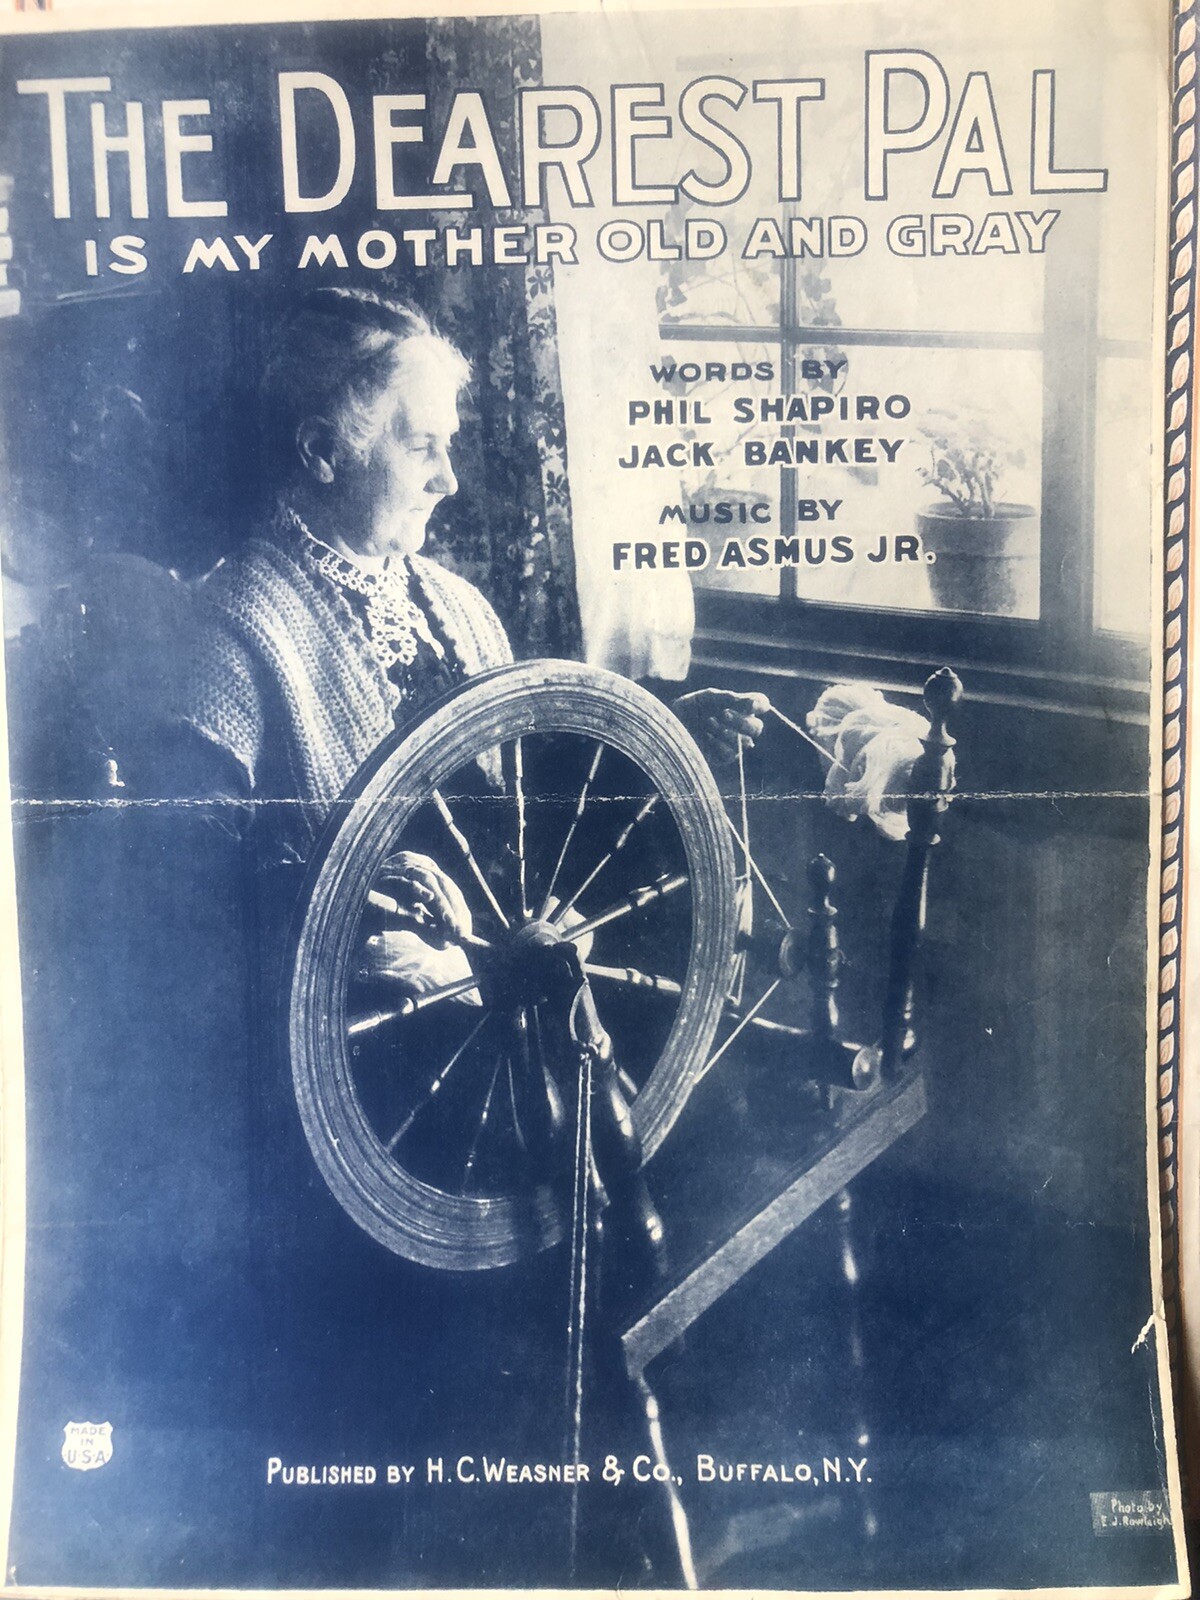 THE DEAREST PAL
IS MY MOTHER OLD AND GRAY
WORDS BY
PHIL SHAPIRO
JACK BANKEY
MUSIC BY
FRED ASMUS JR.
MADE
IN
U.S.A
PUBLISHED BY H.C. WEASNER & CO., BUFFALO, N.Y.
Photo by
E.J. Rowleigh